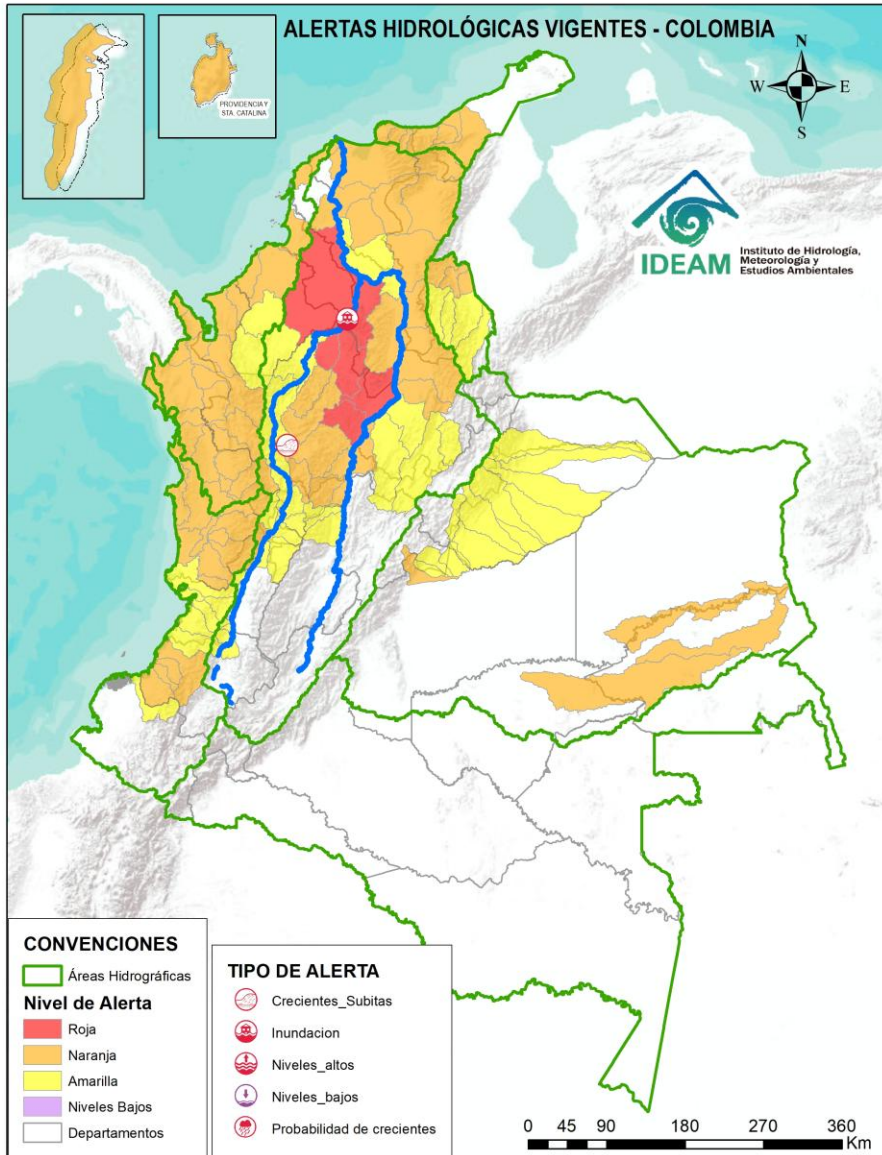 ALERTAS HIDROLÓGICAS VIGENTES - COLOMBIA
PROVIDENCIA Y
STA. CATALINA
N
W
E
S
IDEAM
Instituto de Hidrología,
Meteorología y
Estudios Ambientales
CONVENCIONES
Áreas Hidrográficas
Nivel de Alerta
Roja
Naranja
Amarilla
Niveles Bajos
Departamentos
TIPO DE ALERTA
Crecientes_Subitas
Inundacion
Niveles_altos
Niveles_bajos
Probabilidad de crecientes
0 45 90 180 270 360
Km